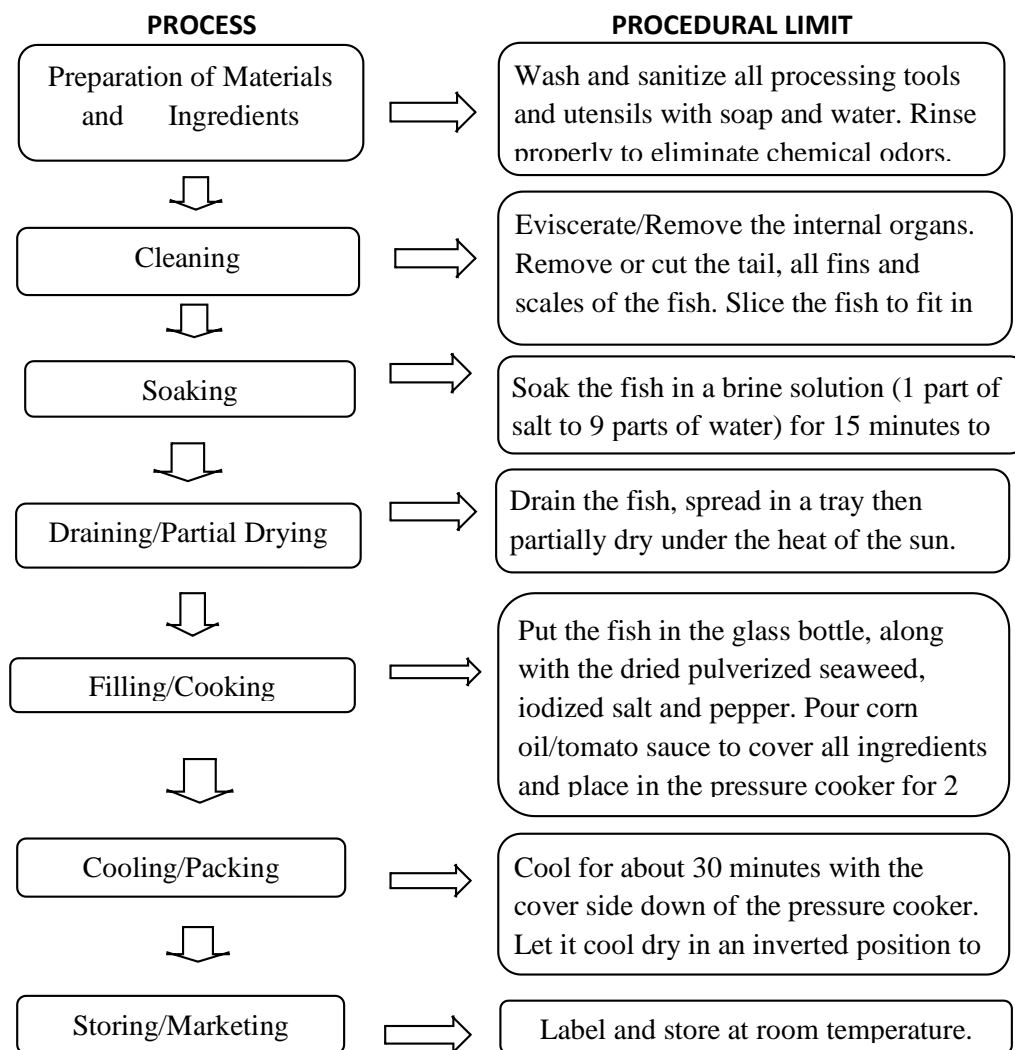 PROCESS
PROCEDURAL LIMIT
Preparation of Materials
and Ingredients
Wash and sanitize all processing tools
and utensils with soap and water. Rinse
properly to eliminate chemical odors.
Cleaning
Eviscerate/Remove the internal organs.
Remove or cut the tail, all fins and
scales of the fish. Slice the fish to fit in
Soaking
Soak the fish in a brine solution (1 part of
salt to 9 parts of water) for 15 minutes to
Draining/Partial Drying
Drain the fish, spread in a tray then
partially dry under the heat of the sun.
Filling/Cooking
Put the fish in the glass bottle, along
with the dried pulverized seaweed,
iodized salt and pepper. Pour corn
oil/tomato sauce to cover all ingredients
and place in the pressure cooker for 2
Cooling/Packing
Cool for about 30 minutes with the
cover side down of the pressure cooker.
Let it cool dry in an inverted position to
Storing/Marketing
Label and store at room temperature.